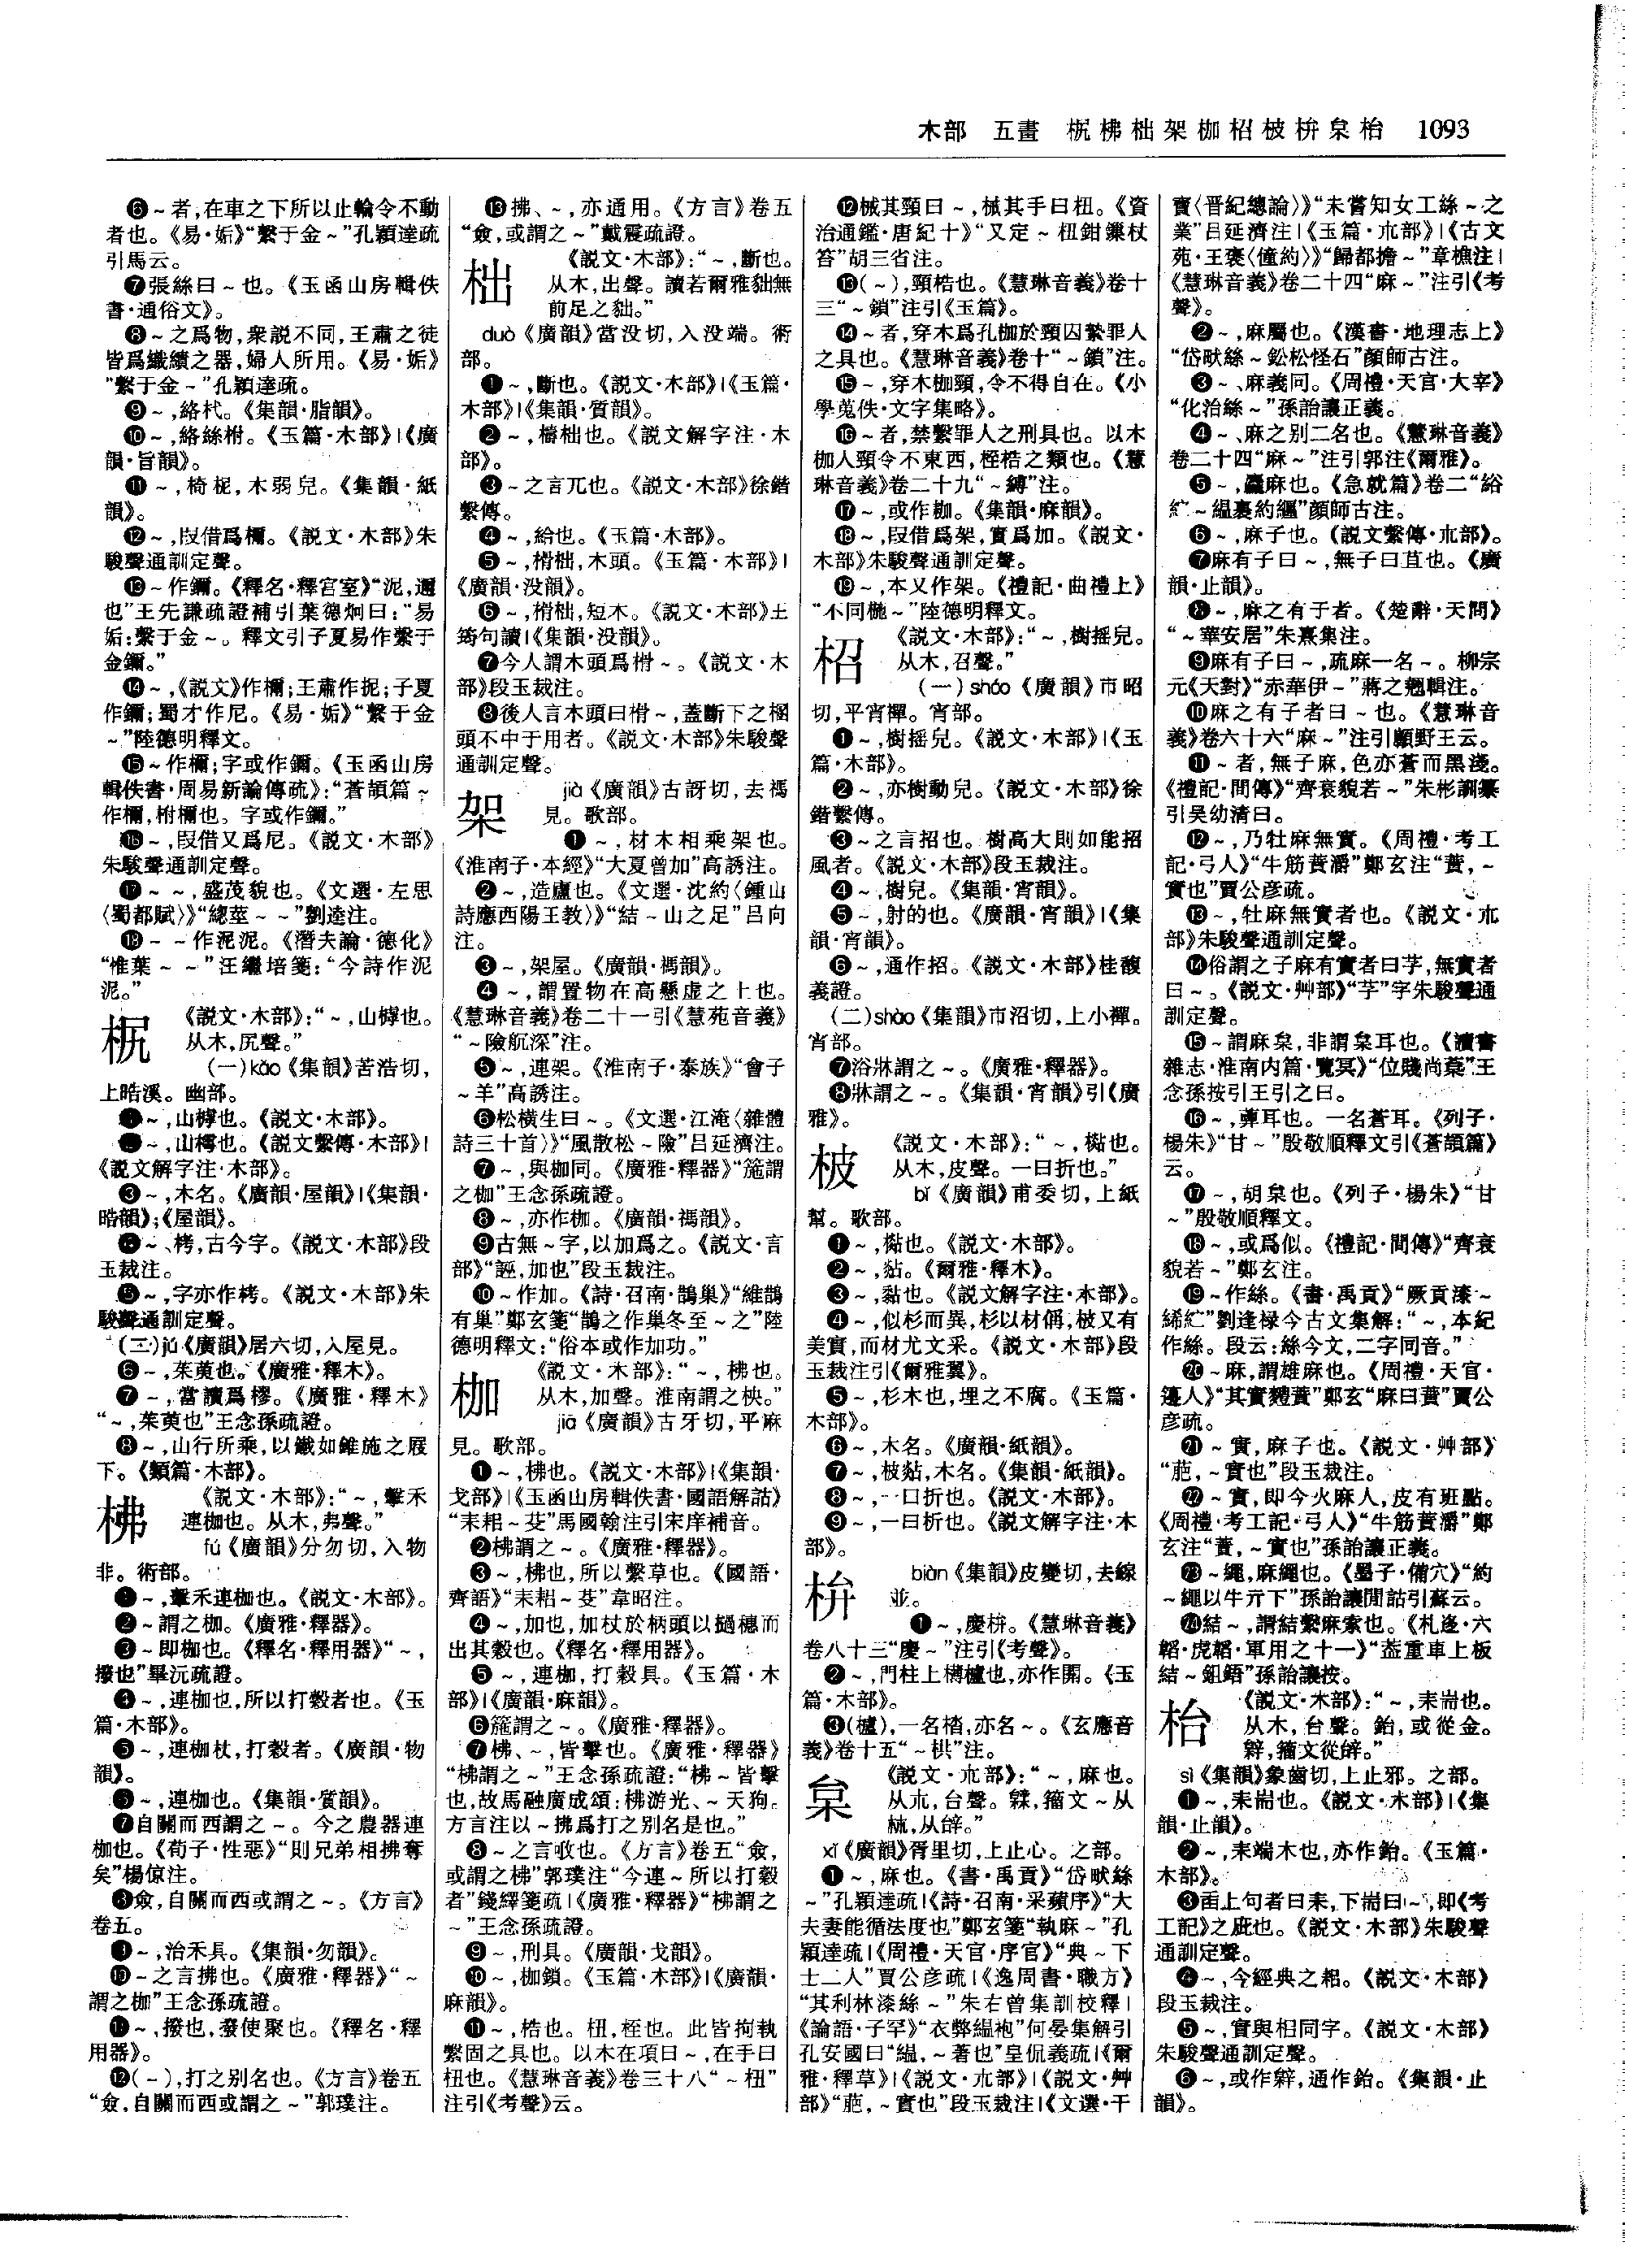 木部　五畫　㭁柫柮架枷柖柀栟枲枱　1093
❻～者,在車之下所以止輪令不動
者也。《易·姤》“繫于金～”孔穎達疏
引馬云。
❼張絲曰～也。《玉函山房輯佚
書·通俗文》。
❽～之爲物,衆説不同,王肅之徒
皆爲織績之器,婦人所用。《易·姤》
“繫于金～”孔穎達疏。
❾～,絡杙。《集韻·脂韻》。
❿～,絡絲柎。《玉篇·木部》|《廣
韻·旨韻》。
⓫～,椅柅,木弱皃。《集韻·紙
韻》。
⓬～,叚借爲檷。《説文·木部》朱
駿聲通訓定聲。
⓭～作鑈。《釋名·釋宫室》“泥,邇
也”王先謙疏證補引葉德炯曰:“易
姤:繫于金～。釋文引子夏易作繫于
金鑈。”
⓮～,《説文》作檷;王肅作抳;子夏
作鑈;蜀才作尼。《易·姤》“繫于金
～”陸德明釋文。
⓯～作檷;字或作鑈。《玉函山房
輯佚書·周易新論傳疏》:“蒼頡篇～
作檷,柎檷也。字或作鑈。”
⓰～,叚借又爲尼。《説文·木部》
朱駿聲通訓定聲。
⓱～～,盛茂貌也。《文選·左思
〈蜀都賦〉》“總莖～～”劉逵注。
⓲～～作泥泥。《潛夫論·德化》
“惟葉～～”汪繼培箋:“今詩作泥
泥。”
㭁
《説文·木部》:“～,山㯉也。
从木,尻聲。”
(一)kǎo《集韻》苦浩切,
上晧溪。幽部。
❶～,山㯉也。《説文·木部》。
❷～,山樗也。《説文繫傳·木部》|
《説文解字注·木部》。
❸～,木名。《廣韻·屋韻》|《集韻·
晧韻》;《屋韻》。
❹～、栲,古今字。《説文·木部》段
玉裁注。
❺～,字亦作栲。《説文·木部》朱
駿聲通訓定聲。
(二)jú《廣韻》居六切,入屋見。
❻～,茱萸也。《廣雅·釋木》。
❼～,當讀爲樛。《廣雅·釋木》
“～,茱萸也”王念孫疏證。
❽～,山行所乘,以鐵如錐施之屐
下。《類篇·木部》。
柫
《説文·木部》:“～,擊禾
連枷也。从木,弗聲。”
fú《廣韻》分勿切,入物
非。術部。
❶～,擊禾連枷也。《説文·木部》。
❷～謂之枷。《廣雅·釋器》。
❸～即枷也。《釋名·釋用器》“～,
撥也”畢沅疏證。
❹～,連枷也,所以打穀者也。《玉
篇·木部》。
❺～,連枷杖,打穀者。《廣韻·物
韻》。
❻～,連枷也。《集韻·質韻》。
❼自關而西謂之～。今之農器連
枷也。《荀子·性惡》“則兄弟相拂奪
矣”楊倞注。
❽僉,自關而西或謂之～。《方言》
卷五。
❾～,治禾具。《集韻·勿韻》。
❿～之言拂也。《廣雅·釋器》“～
謂之枷”王念孫疏證。
⓫～,撥也,發使聚也。《釋名·釋
用器》。
⓬(～),打之别名也。《方言》卷五
“僉,自關而西或謂之～”郭璞注。
⓭拂、～,亦通用。《方言》卷五
“僉,或謂之～”戴震疏證。
柮
《説文·木部》:“～,斷也。
从木,出聲。讀若爾雅貀無
前足之貀。”
duò《廣韻》當没切,入没端。術
部。
❶～,斷也。《説文·木部》|《玉篇·
木部》|《集韻·質韻》。
❷～,檮柮也。《説文解字注·木
部》。
❸～之言兀也。《説文·木部》徐鍇
繫傳。
❹～,給也。《玉篇·木部》。
❺～,榾柮,木頭。《玉篇·木部》|
《廣韻·没韻》。
❻～,榾柮,短木。《説文·木部》王
筠句讀|《集韻·没韻》。
❼今人謂木頭爲榾～。《説文·木
部》段玉裁注。
❽後人言木頭曰榾～,蓋斷下之榾
頭不中于用者。《説文·木部》朱駿聲
通訓定聲。
架
jià《廣韻》古訝切,去禡
見。歌部。
❶～,材木相乘架也。
《淮南子·本經》“大夏曾加”高誘注。
❷～,造廬也。《文選·沈約〈鍾山
詩應西陽王教〉》“結～山之足”吕向
注。
❸～,架屋。《廣韻·禡韻》。
❹～,謂置物在高懸虚之上也。
《慧琳音義》卷二十一引《慧苑音義》
“～險航深”注。
❺～,連架。《淮南子·泰族》“會子
～羊”高誘注。
❻松横生曰～。《文選·江淹〈雜體
詩三十首〉》“風散松～險”吕延濟注。
❼～,與枷同。《廣雅·釋器》“箷謂
之枷”王念孫疏證。
❽～,亦作枷。《廣韻·禡韻》。
❾古無～字,以加爲之。《説文·言
部》“誣,加也”段玉裁注。
❿～作加。《詩·召南·鵲巢》“維鵲
有巢”鄭玄箋“鵲之作巢冬至～之”陸
德明釋文:“俗本或作加功。”
枷
《説文·木部》:“～,柫也。
从木,加聲。淮南謂之柍。”
jiā《廣韻》古牙切,平麻
見。歌部。
❶～,柫也。《説文·木部》|《集韻·
戈部》|《玉函山房輯佚書·國語解詁》
“耒耜～芟”馬國翰注引宋庠補音。
❷柫謂之～。《廣雅·釋器》。
❸～,柫也,所以繫草也。《國語·
齊語》“耒耜～芟”韋昭注。
❹～,加也,加杖於柄頭以撾穗而
出其穀也。《釋名·釋用器》。
❺～,連枷,打穀具。《玉篇·木
部》|《廣韻·麻韻》。
❻箷謂之～。《廣雅·釋器》。
❼柫、～,皆擊也。《廣雅·釋器》
“柫謂之～”王念孫疏證:“柫～皆擊
也,故馬融廣成頌:柫游光、～天狗。
方言注以～拂爲打之别名是也。”
❽～之言敂也。《方言》卷五“僉,
或謂之柫”郭璞注“今連～所以打穀
者”錢繹箋疏|《廣雅·釋器》“柫謂之
～”王念孫疏證。
❾～,刑具。《廣韻·戈韻》。
❿～,枷鎖。《玉篇·木部》|《廣韻·
麻韻》。
⓫～,梏也。杻,桎也。此皆拘執
繫固之具也。以木在項曰～,在手曰
杻也。《慧琳音義》卷三十八“～杻”
注引《考聲》云。
⓬械其頸曰～,械其手曰杻。《資
治通鑑·唐紀十》“又定～杻鉗鏁杖
笞”胡三省注。
⓭(～),頸梏也。《慧琳音義》卷十
三“～鎖”注引《玉篇》。
⓮～者,穿木爲孔枷於頸囚繫罪人
之具也。《慧琳音義》卷十“～鎖”注。
⓯～,穿木枷頸,令不得自在。《小
學蒐佚·文字集略》。
⓰～者,禁繫罪人之刑具也。以木
枷人頸令不東西,桎梏之類也。《慧
琳音義》卷二十九“～縛”注。
⓱～,或作耞。《集韻·麻韻》。
⓲～,叚借爲架,實爲加。《説文·
木部》朱駿聲通訓定聲。
⓳～,本又作架。《禮記·曲禮上》
“不同椸～”陸德明釋文。
柖
《説文·木部》:“～,樹摇皃。
从木,召聲。”
(一)sháo《廣韻》市昭
切,平宵禪。宵部。
❶～,樹摇皃。《説文·木部》|《玉
篇·木部》。
❷～,亦樹動皃。《説文·木部》徐
鍇繫傳。
❸～之言招也。樹高大則如能招
風者。《説文·木部》段玉裁注。
❹～,樹皃。《集韻·宵韻》。
❺～,射的也。《廣韻·宵韻》|《集
韻·宵韻》。
❻～,通作招。《説文·木部》桂馥
義證。
(二)shào《集韻》市沼切,上小禪。
宵部。
❼浴牀謂之～。《廣雅·釋器》。
❽牀謂之～。《集韻·宵韻》引《廣
雅》。
柀
《説文·木部》:“～,檆也。
从木,皮聲。一曰折也。”
bǐ《廣韻》甫委切,上紙
幫。歌部。
❶～,檆也。《説文·木部》。
❷～,煔。《爾雅·釋木》。
❸～,黏也。《説文解字注·木部》。
❹～,似杉而異,杉以材偁,柀又有
美實,而材尤文采。《説文·木部》段
玉裁注引《爾雅翼》。
❺～,杉木也,埋之不腐。《玉篇·
木部》。
❻～,木名。《廣韻·紙韻》。
❼～,柀煔,木名。《集韻·紙韻》。
❽～,一曰折也。《説文·木部》。
❾～,一曰析也。《説文解字注·木
部》。
栟
biàn《集韻》皮變切,去線
並。
❶～,慶栟。《慧琳音義》
卷八十三“慶～”注引《考聲》。
❷～,門柱上欂櫨也,亦作閞。《玉
篇·木部》。
❸(櫨),一名㭼,亦名～。《玄應音
義》卷十五“～栱”注。
枲
《説文·𣎳部》:“～,麻也。
从𣎳,台聲。𣒼,籀文～从
𣏟,从辝。”
xǐ《廣韻》胥里切,上止心。之部。
❶～,麻也。《書·禹貢》“岱畎絲
～”孔穎達疏|《詩·召南·采蘋序》“大
夫妻能循法度也”鄭玄箋“執麻～”孔
穎達疏|《周禮·天官·序官》“典～下
士二人”賈公彦疏|《逸周書·職方》
“其利林漆絲～”朱右曾集訓校釋|
《論語·子罕》“衣弊緼袍”何晏集解引
孔安國曰“緼,～著也”皇侃義疏|《爾
雅·釋草》|《説文·𣎳部》|《説文·艸
部》“萉,～實也”段玉裁注|《文選·干
寶〈晉紀總論〉》“未嘗知女工絲～之
業”吕延濟注|《玉篇·𣎳部》|《古文
苑·王褒〈僮約〉》“歸都擔～”章樵注|
《慧琳音義》卷二十四“麻～”注引《考
聲》。
❷～,麻屬也。《漢書·地理志上》
“岱畎絲～鈆松怪石”顔師古注。
❸～、麻義同。《周禮·天官·大宰》
“化治絲～”孫詒讓正義。
❹～、麻之别二名也。《慧琳音義》
卷二十四“麻～”注引郭注《爾雅》。
❺～,麤麻也。《急就篇》卷二“綌
紵～緼裹約纏”顔師古注。
❻～,麻子也。《説文繫傳·𣎳部》。
❼麻有子曰～,無子曰苴也。《廣
韻·止韻》。
❽～,麻之有子者。《楚辭·天問》
“～華安居”朱熹集注。
❾麻有子曰～,疏麻一名～。柳宗
元《天對》“赤華伊～”蔣之翹輯注。
❿麻之有子者曰～也。《慧琳音
義》卷六十六“麻～”注引顧野王云。
⓫～者,無子麻,色亦蒼而黑淺。
《禮記·間傳》“齊衰貌若～”朱彬訓纂
引吴幼清曰。
⓬～,乃牡麻無實。《周禮·考工
記·弓人》“牛筋蕡灂”鄭玄注“蕡,～
實也”賈公彦疏。
⓭～,牡麻無實者也。《説文·𣎳
部》朱駿聲通訓定聲。
⓮俗謂之子麻有實者曰芓,無實者
曰～。《説文·艸部》“芓”字朱駿聲通
訓定聲。
⓯～謂麻枲,非謂枲耳也。《讀書
雜志·淮南内篇·覽冥》“位賤尚葈”王
念孫按引王引之曰。
⓰～,葈耳也。一名蒼耳。《列子·
楊朱》“甘～”殷敬順釋文引《蒼頡篇》
云。
⓱～,胡枲也。《列子·楊朱》“甘
～”殷敬順釋文。
⓲～,或爲似。《禮記·間傳》“齊衰
貌若～”鄭玄注。
⓳～作絲。《書·禹貢》“厥貢漆～
絺紵”劉逢禄今古文集解:“～,本紀
作絲。段云:絲今文,二字同音。”
⓴～麻,謂雄麻也。《周禮·天官·
籩人》“其實麷蕡”鄭玄“麻曰蕡”賈公
彦疏。
㉑～實,麻子也。《説文·艸部》
“萉,～實也”段玉裁注。
㉒～實,即今火麻人,皮有班點。
《周禮·考工記·弓人》“牛筋蕡灂”鄭
玄注“蕡,～實也”孫詒讓正義。
㉓～繩,麻繩也。《墨子·備穴》“約
～繩以牛亓下”孫詒讓閒詁引蘇云。
㉔結～,謂結繫麻索也。《札迻·六
韜·虎韜·軍用之十一》“葢重車上板
結～鉏鋙”孫詒讓按。
枱
《説文·木部》:“～,耒耑也。
从木,台聲。鈶,或從金。
辝,籀文從辝。”
sì《集韻》象齒切,上止邪。之部。
❶～,耒耑也。《説文·木部》|《集
韻·止韻》。
❷～,耒端木也,亦作鈶。《玉篇·
木部》。
❸臿上句者曰耒,下耑曰～,即《考
工記》之庛也。《説文·木部》朱駿聲
通訓定聲。
❹～,今經典之耜。《説文·木部》
段玉裁注。
❺～,實與相同字。《説文·木部》
朱駿聲通訓定聲。
❻～,或作辝,通作鈶。《集韻·止
韻》。